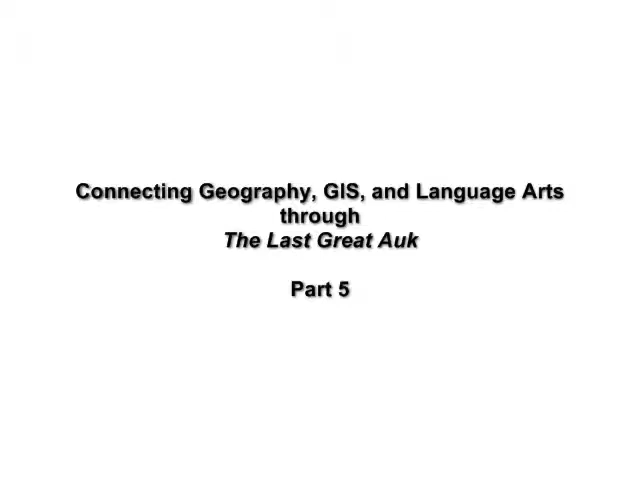 Connecting Geography, GIS, and Language Arts
through
The Last Great Auk
Part 5